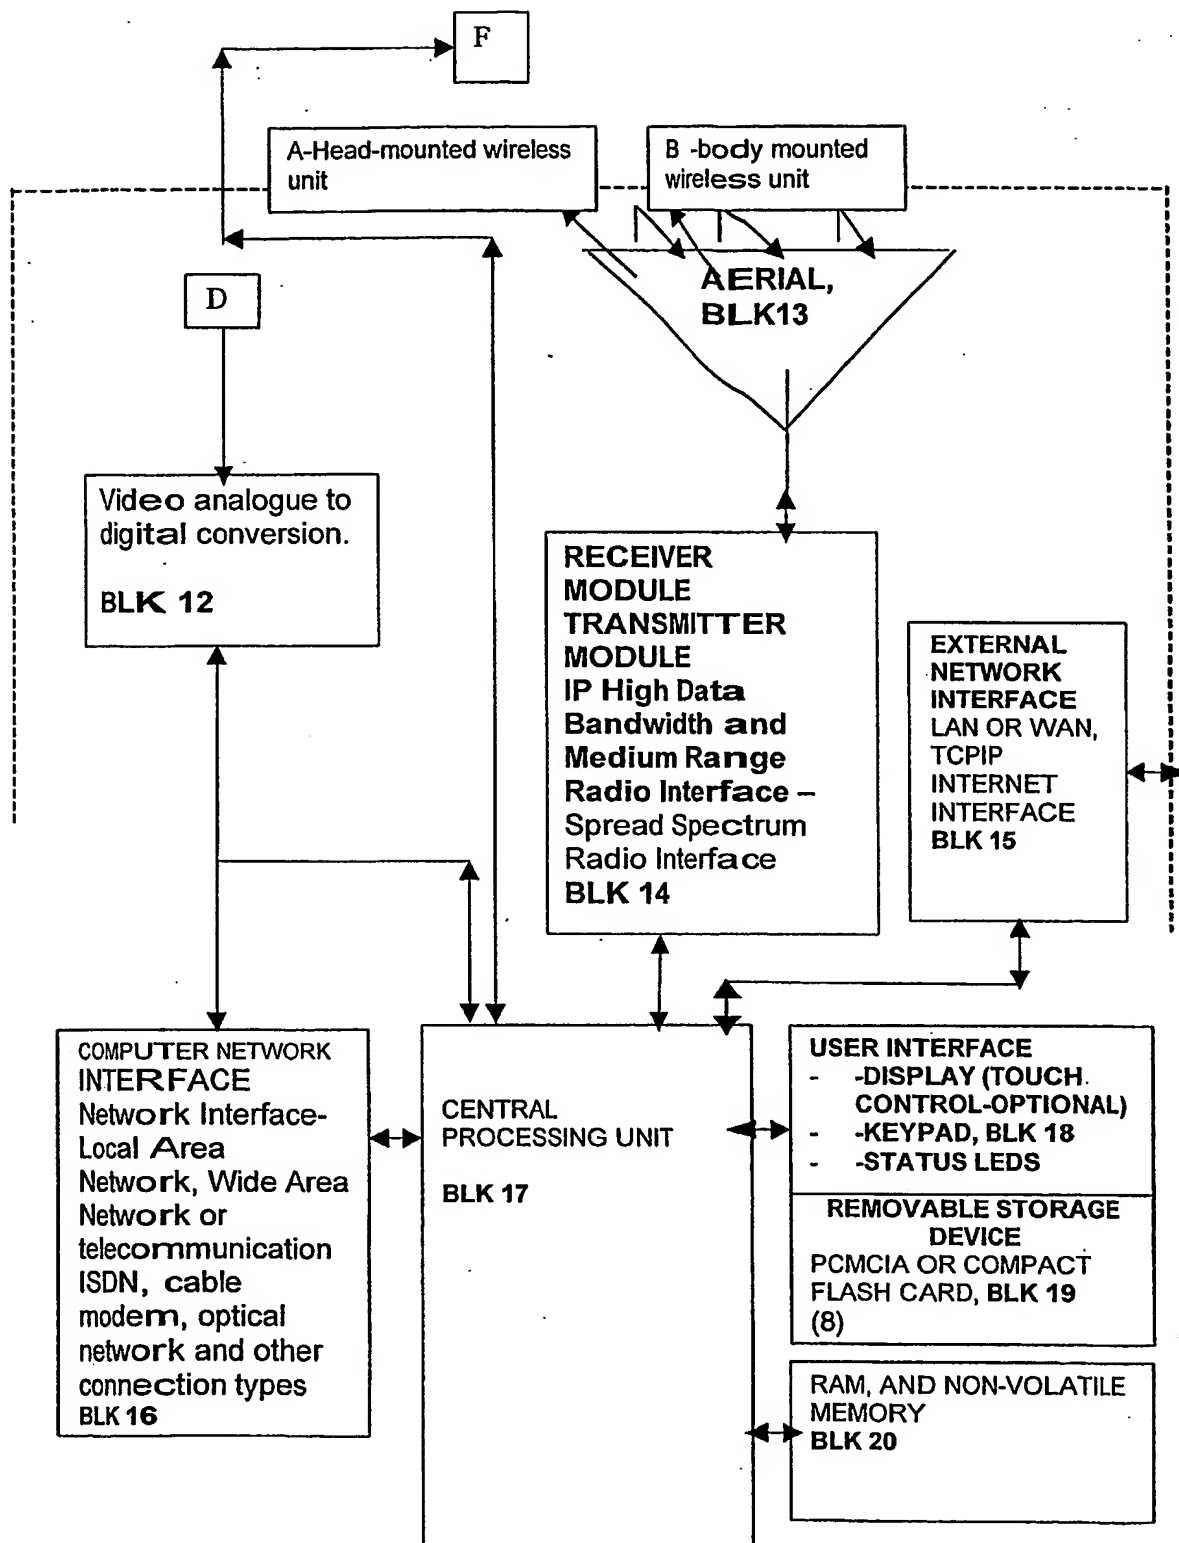 F
A-Head-mounted wireless
unit
B -body mounted
wireless unit
D
AERIAL,
BLK13
Video analogue to
digital conversion.
BLK 12
RECEIVER
MODULE
TRANSMITTER
MODULE
IP High Data
Bandwidth and
Medium Range
Radio Interface –
Spread Spectrum
Radio Interface
BLK 14
EXTERNAL
NETWORK
INTERFACE
LAN OR WAN,
TCPIP
INTERNET
INTERFACE
BLK 15
COMPUTER NETWORK
INTERFACE
Network Interface-
Local Area
Network, Wide Area
Network or
telecommunication
ISDN, cable
modem, optical
network and other
connection types
BLK 16
CENTRAL
PROCESSING UNIT
BLK 17
USER INTERFACE
- -DISPLAY (TOUCH
CONTROL-OPTIONAL)
- -KEYPAD, BLK 18
- -STATUS LEDS
REMOVABLE STORAGE
DEVICE
PCMCIA OR COMPACT
FLASH CARD, BLK 19
(8)
RAM, AND NON-VOLATILE
MEMORY
BLK 20